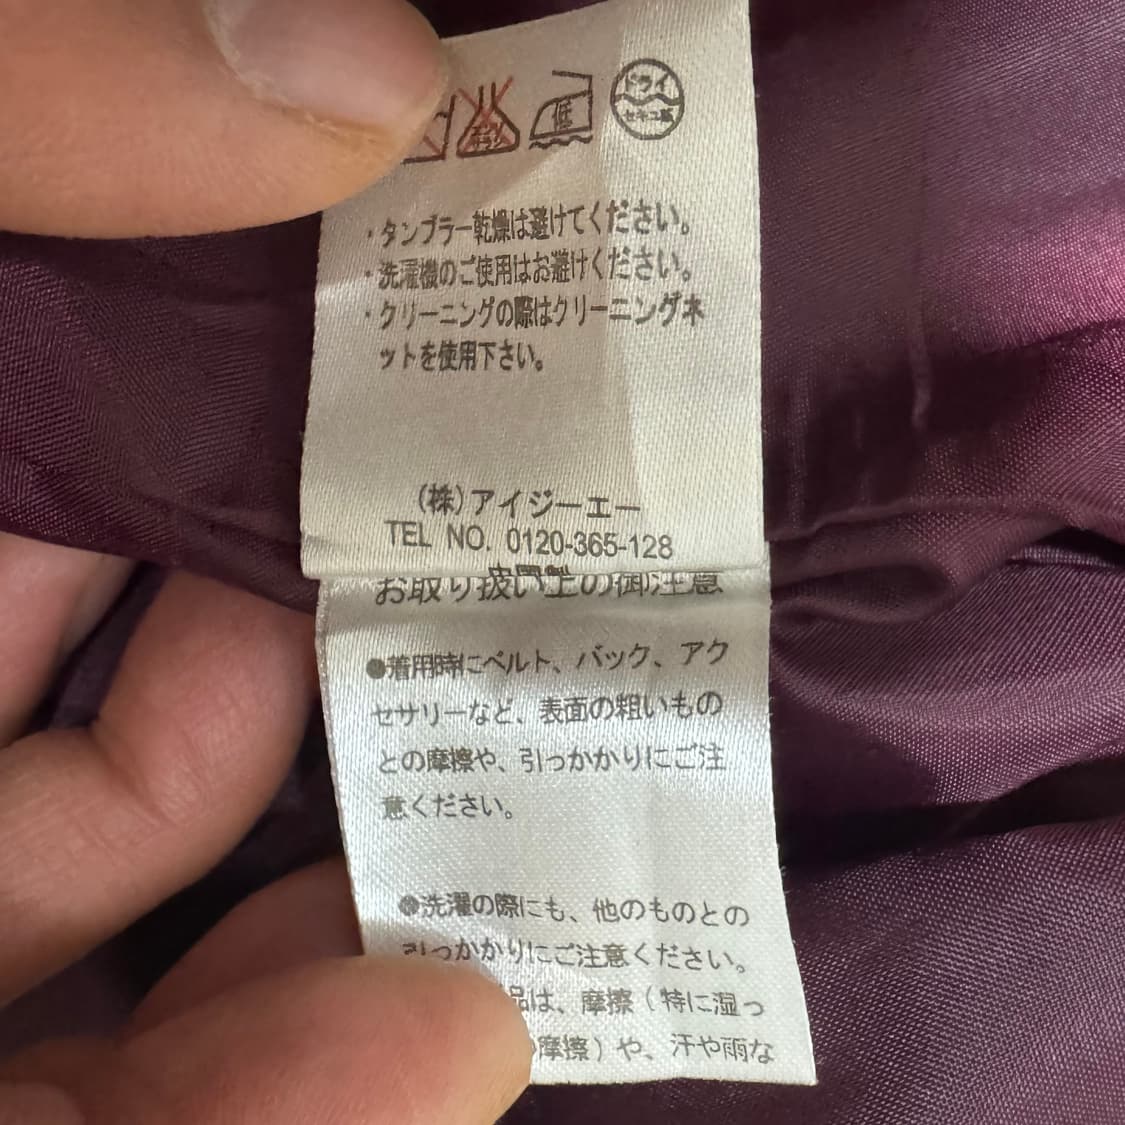 低
ドライ
セキユ系
・タンブラー乾燥は避けてください。
・洗濯機のご使用はお避けください。
・クリーニングの際はクリーニングネ
ットを使用下さい。
(株)アイジーエー
TEL NO. 0120-365-128
お取り扱い上の御注意
●着用時にベルト、バック、アク
セサリーなど、表面の粗いもの
との摩擦や、引っかかりにご注
意ください。
●洗濯の際にも、他のものとの
引っかかりにご注意ください。
品は、摩擦(特に湿っ
摩擦)や、汗や雨な